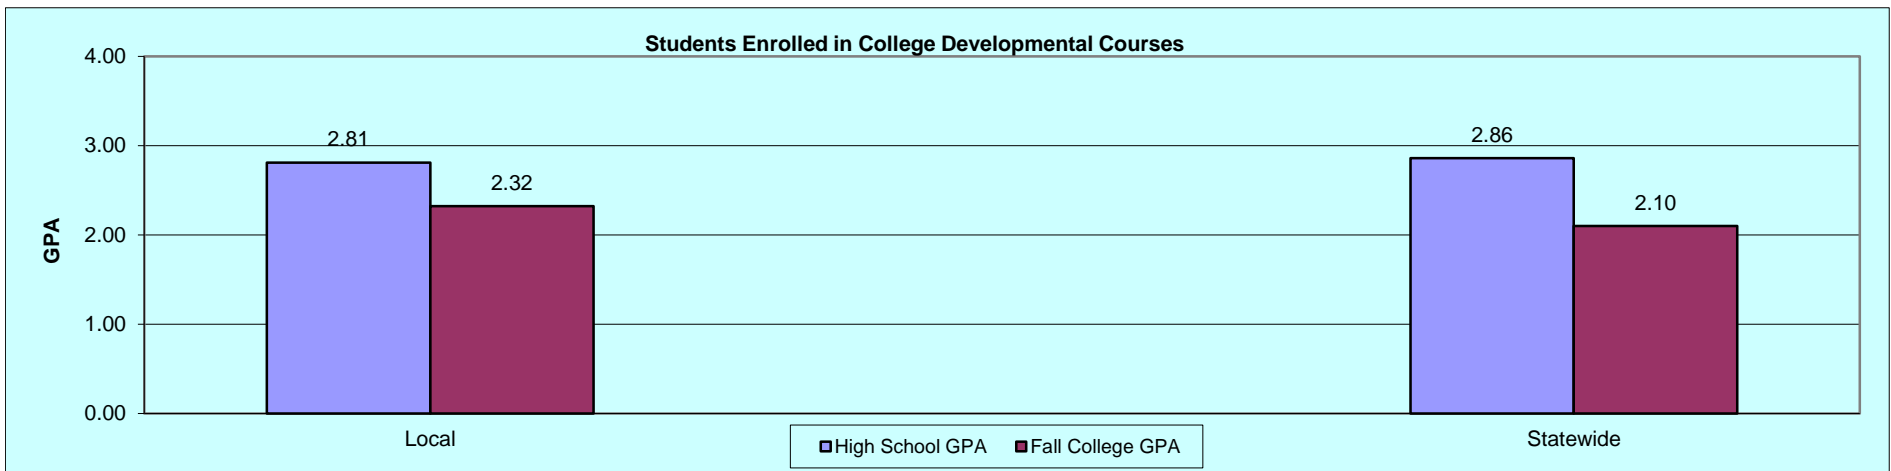 Students Enrolled in College Developmental Courses
4.00
3.00
2.00
1.00
0.00
GPA
2.81
2.32
2.86
2.10
Local
Statewide
High School GPA
Fall College GPA